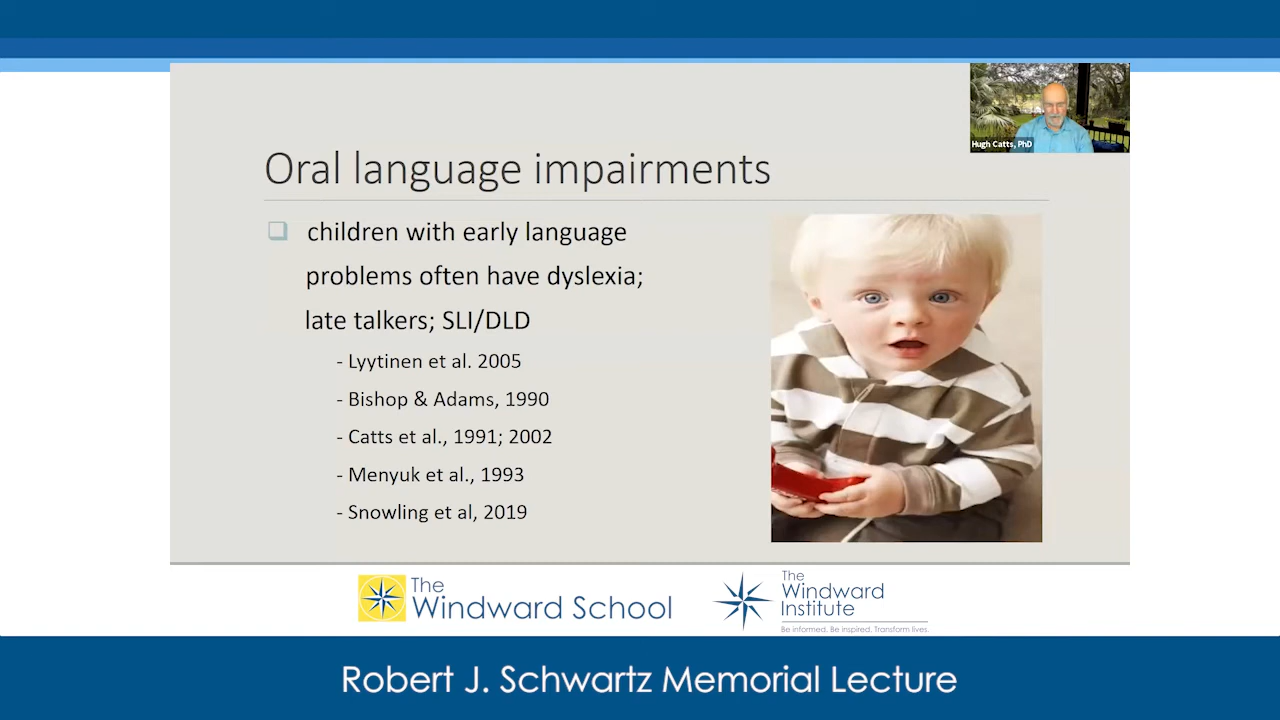 Hugh Catts, PhD
Oral language impairments
children with early language
problems often have dyslexia;
late talkers; SLI/DLD
- Lyytinen et al. 2005
- Bishop & Adams, 1990
- Catts et al., 1991; 2002
- Menyuk et al., 1993
- Snowling et al, 2019
The
Windward School
The
Windward
Institute
Be informed. Be inspired. Transform lives.
Robert J. Schwartz Memorial Lecture